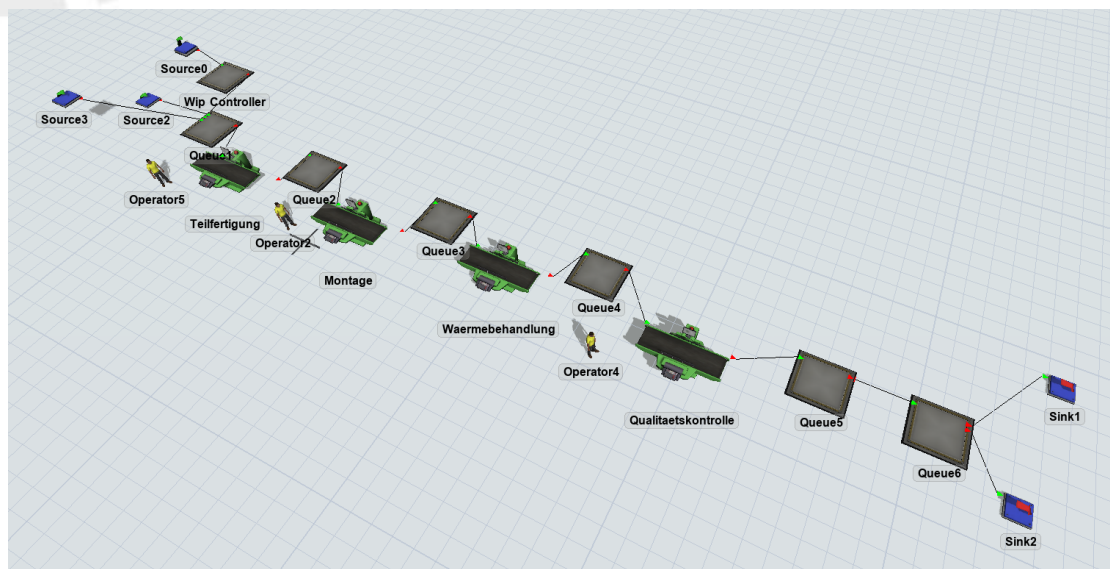 Source0
Wip Controller
Source3
Source2
Queue1
Operator5
Queue2
Teilfertigung
Operator2
Queue3
Montage
Queue4
Waermebehandlung
Operator4
Qualitaetskontrolle
Queue5
Sink1
Queue6
Sink2